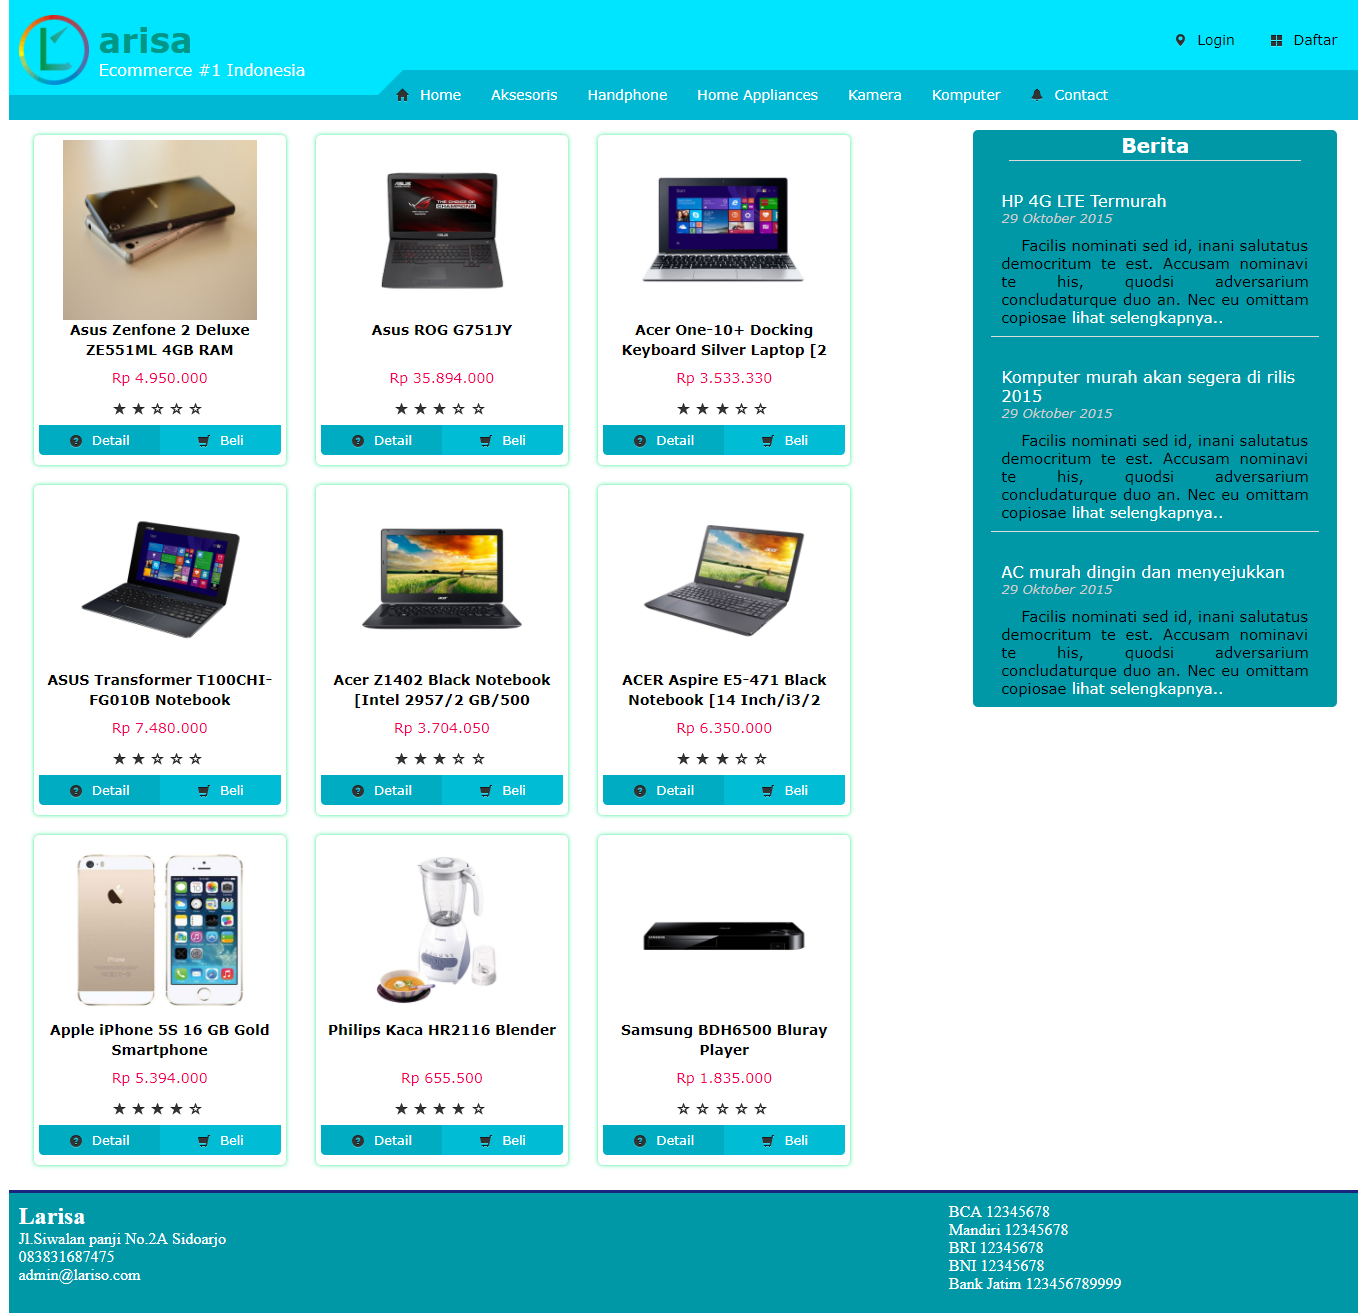 Larisa
Ecommerce #1 Indonesia
Login
Daftar
Home
Aksesoris
Handphone
Home Appliances
Kamera
Komputer
Contact
Asus Zenfone 2 Deluxe
ZE551ML 4GB RAM
Rp 4.950.000
Detail
Beli
Asus ROG G751JY
Rp 35.894.000
Detail
Beli
Acer One-10+ Docking
Keyboard Silver Laptop [2
Rp 3.533.330
Detail
Beli
ASUS Transformer T100CHI-
FG010B Notebook
Rp 7.480.000
Detail
Beli
Acer Z1402 Black Notebook
[Intel 2957/2 GB/500
Rp 3.704.050
Detail
Beli
ACER Aspire E5-471 Black
Notebook [14 Inch/i3/2
Rp 6.350.000
Detail
Beli
Apple iPhone 5S 16 GB Gold
Smartphone
Rp 5.394.000
Detail
Beli
Philips Kaca HR2116 Blender
Rp 655.500
Detail
Beli
Samsung BDH6500 Bluray
Player
Rp 1.835.000
Detail
Beli
Berita
HP 4G LTE Termurah
29 Oktober 2015
Facilis nominati sed id, inani salutatus
democritum te est. Accusam nominavi
te his, quodsi adversarium
concludaturque duo an. Nec eu omittam
copiosae lihat selengkapnya..
Komputer murah akan segera di rilis
2015
29 Oktober 2015
Facilis nominati sed id, inani salutatus
democritum te est. Accusam nominavi
te his, quodsi adversarium
concludaturque duo an. Nec eu omittam
copiosae lihat selengkapnya..
AC murah dingin dan menyejukkan
29 Oktober 2015
Facilis nominati sed id, inani salutatus
democritum te est. Accusam nominavi
te his, quodsi adversarium
concludaturque duo an. Nec eu omittam
copiosae lihat selengkapnya..
Larisa
Jl.Siwalan panji No.2A Sidoarjo
083831687475
admin@lariso.com
BCA 12345678
Mandiri 12345678
BRI 12345678
BNI 12345678
Bank Jatim 123456789999